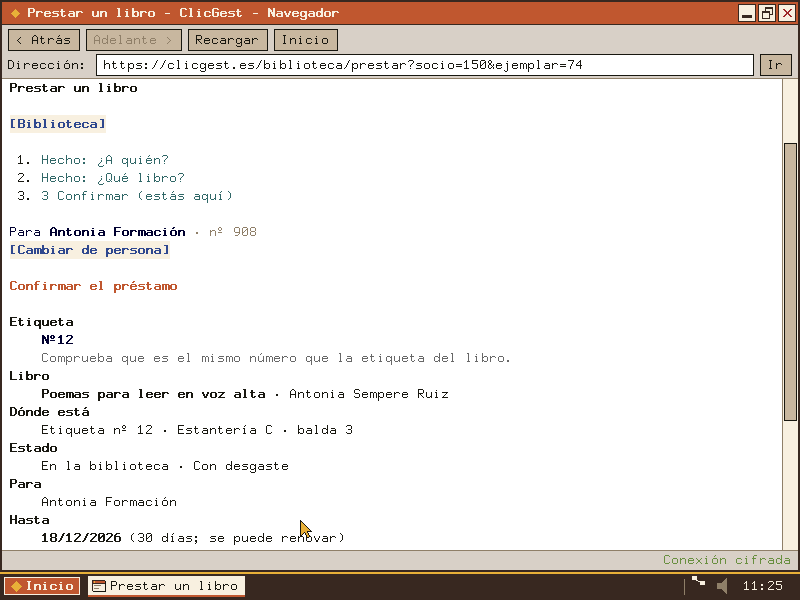 Prestar un libro - ClicGest - Navegador
< Atrás
Adelante >
Recargar
Inicio
Dirección:
https://clicgest.es/biblioteca/prestar?socio=150&ejemplar=74
Ir
Prestar un libro
[Biblioteca]
1. Hecho: ¿A quién?
2. Hecho: ¿Qué libro?
3. 3 Confirmar (estás aquí)
Para Antonia Formación · nº 908
[Cambiar de persona]
Confirmar el préstamo
Etiqueta
Nº12
Comprueba que es el mismo número que la etiqueta del libro.
Libro
Poemas para leer en voz alta · Antonia Sempere Ruiz
Dónde está
Etiqueta nº 12 · Estantería C · balda 3
Estado
En la biblioteca · Con desgaste
Para
Antonia Formación
Hasta
18/12/2026 (30 días; se puede renovar)
Conexión cifrada
Inicio
Prestar un libro
11:25